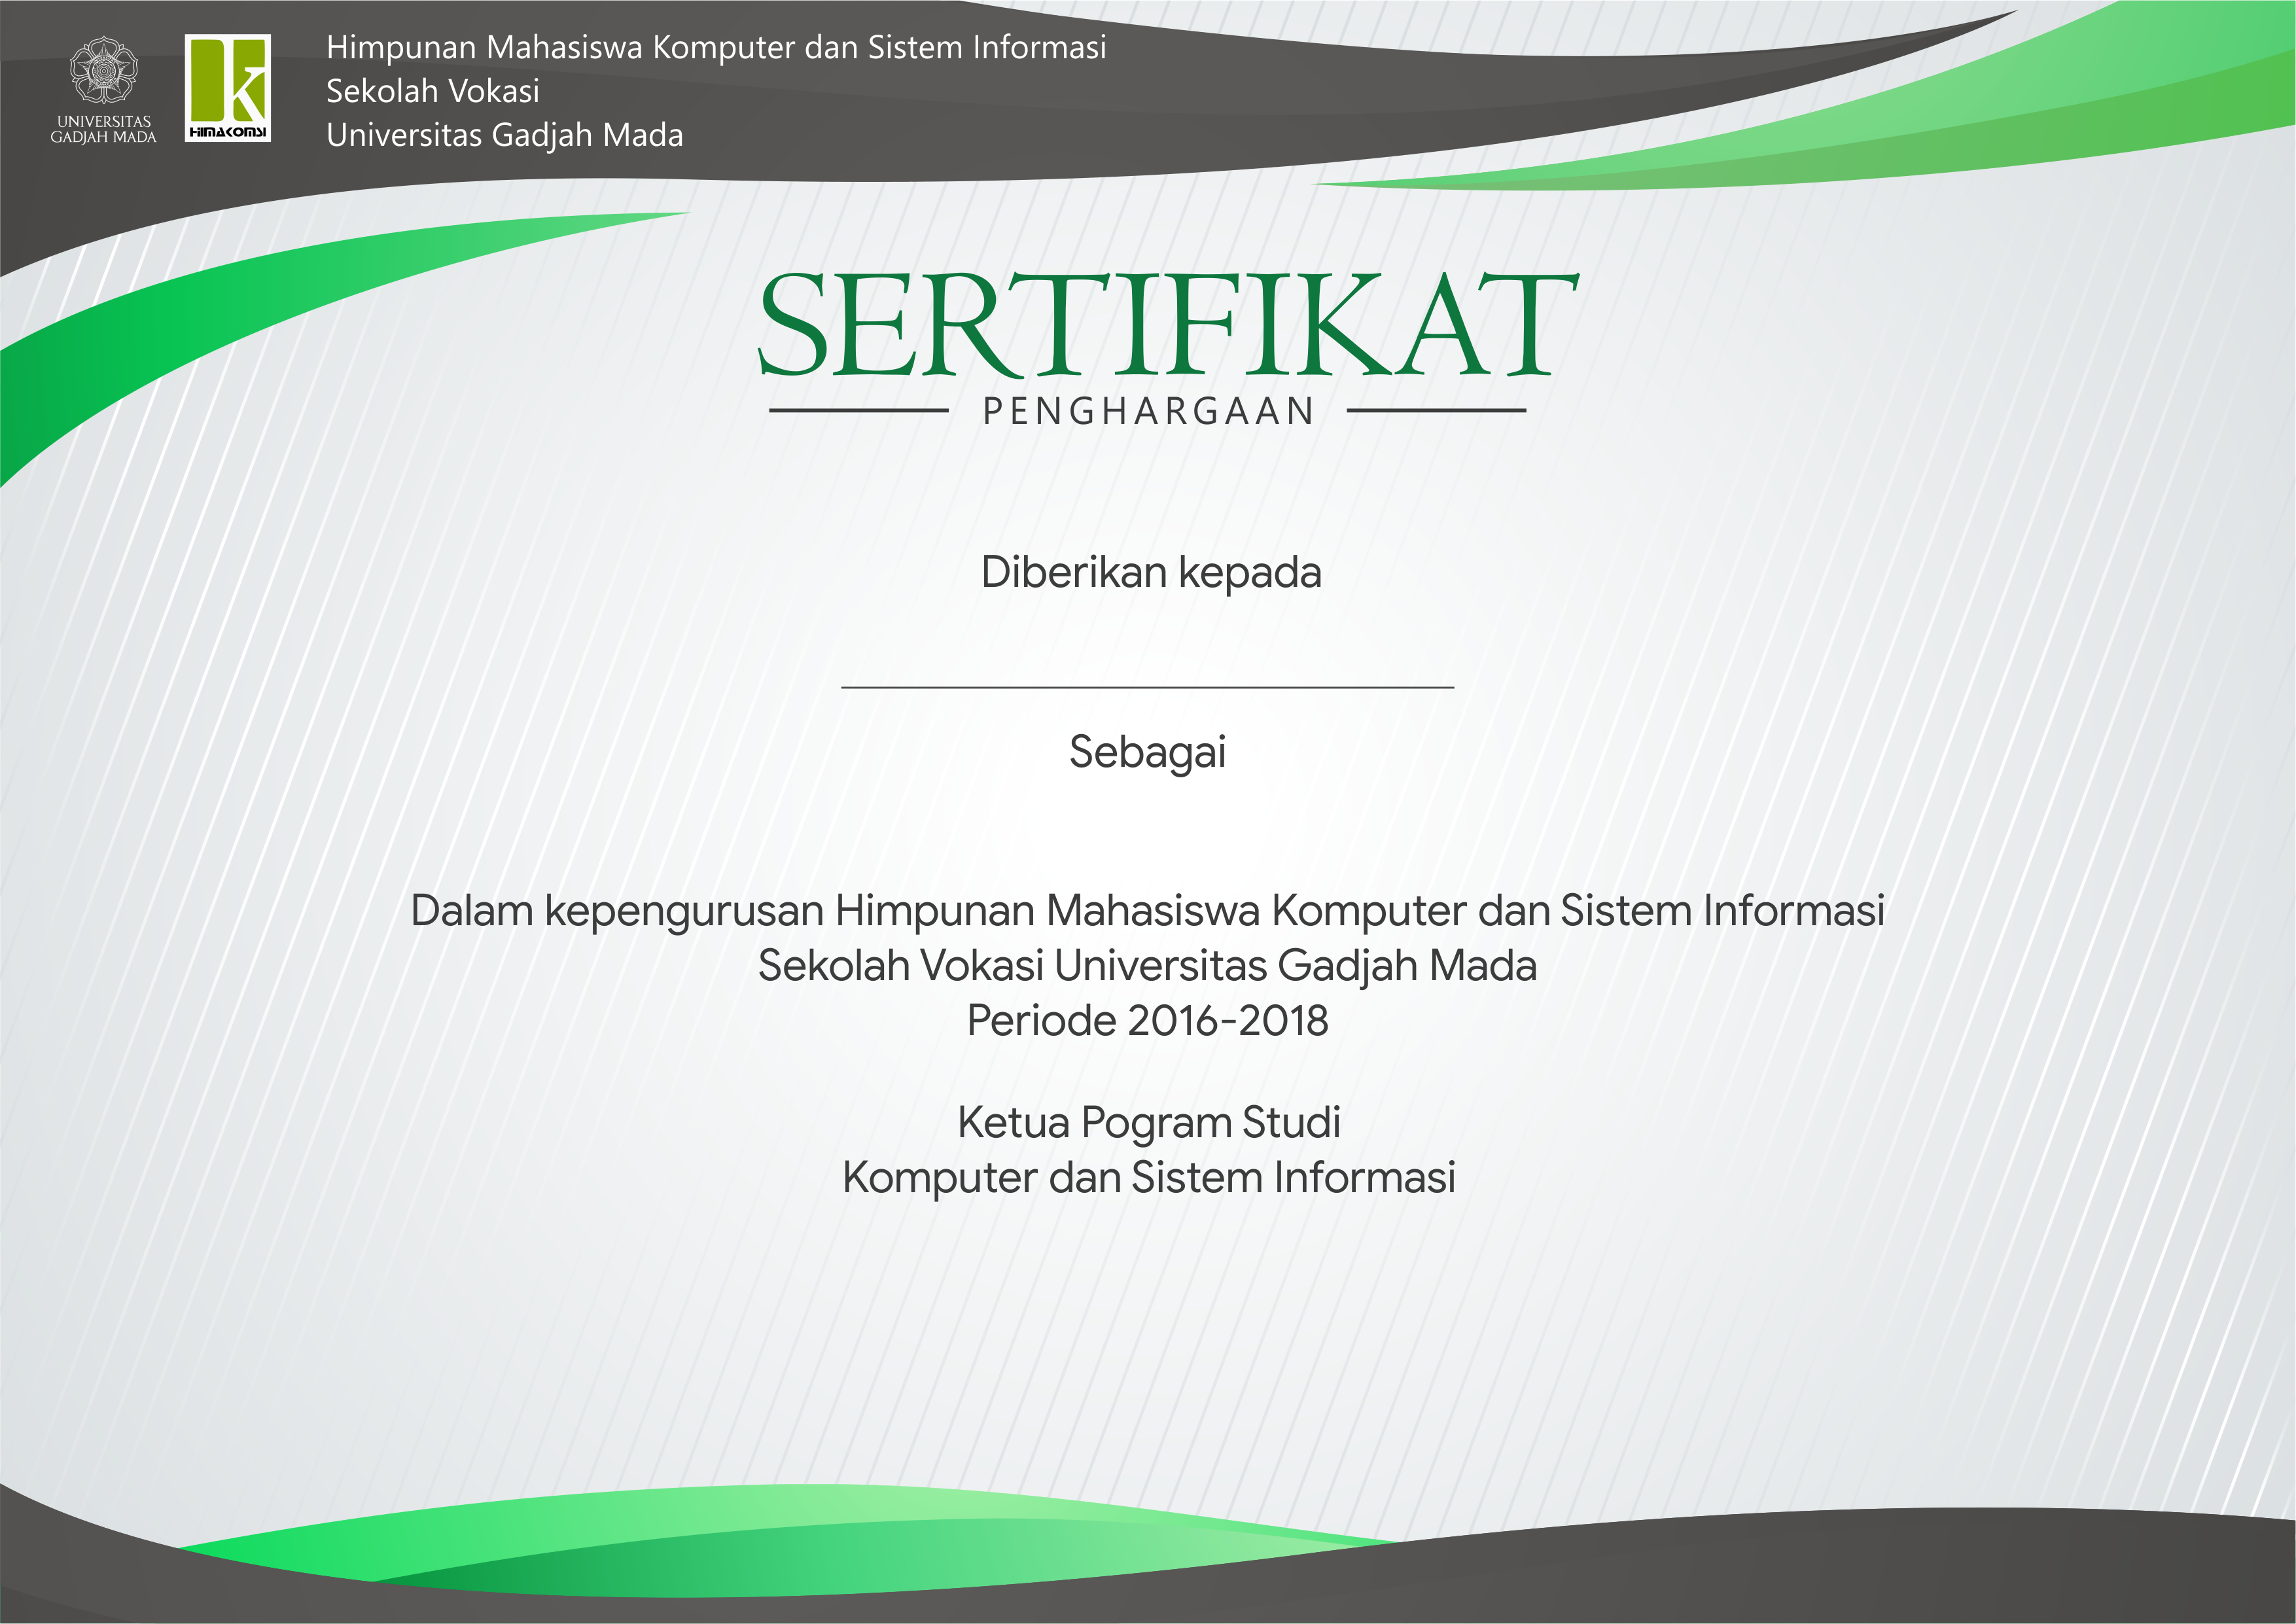 UNIVERSITAS
GADJAH MADA
HIMAKOMSI
Himpunan Mahasiswa Komputer dan Sistem Informasi
Sekolah Vokasi
Universitas Gadjah Mada
SERTIFIKAT
PENGHARGAAN
Diberikan kepada
Sebagai
Dalam kepengurusan Himpunan Mahasiswa Komputer dan Sistem Informasi
Sekolah Vokasi Universitas Gadjah Mada
Periode 2016-2018
Ketua Pogram Studi
Komputer dan Sistem Informasi